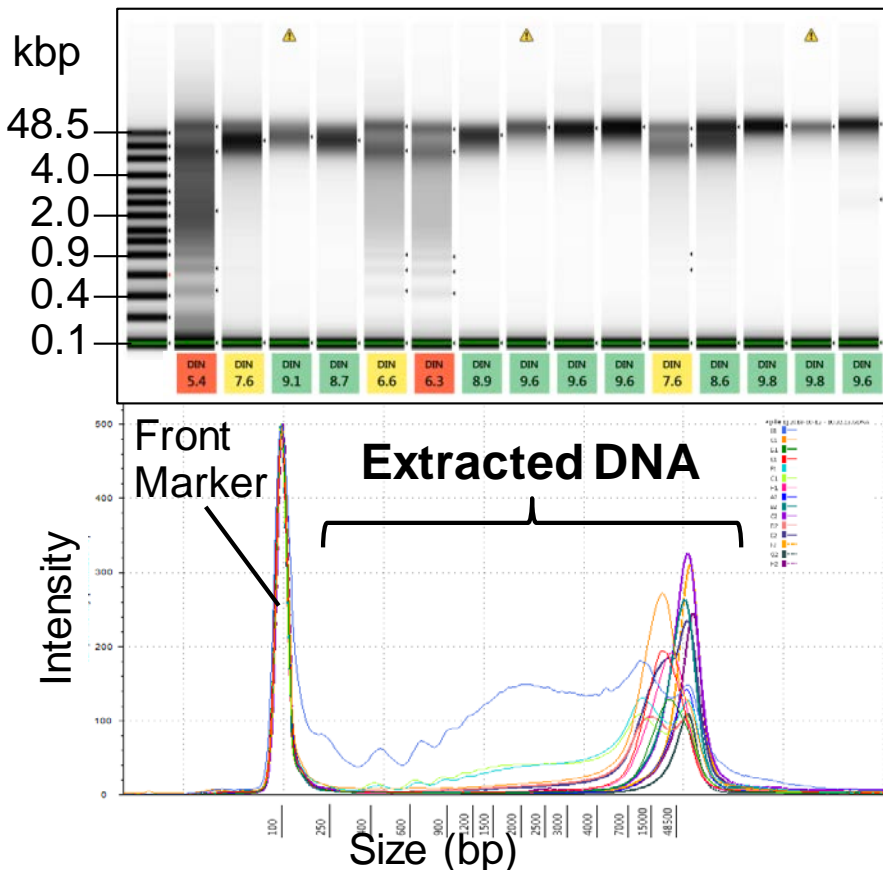 kbp
48.5
4.0
2.0
0.9
0.4
0.1
DIN DIN DIN DIN DIN DIN DIN DIN DIN DIN DIN DIN DIN DIN DIN
5.4 7.6 9.1 8.7 6.6 6.3 8.9 9.6 9.6 9.6 7.6 8.6 9.8 9.8 9.6
500
400
300
200
100
0
Front
Marker
Extracted DNA
Intensity
100 250 400 600 900 1200 1500 2000 2500 3000 4000 7000 15000 48500
Size (bp)